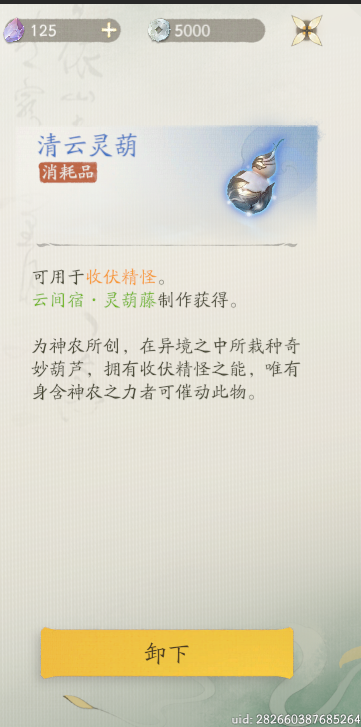 125
5000
清云灵葫
消耗品
可用于收伏精怪。
云间宿·灵葫藤制作获得。
为神农所创，在异境之中所栽种奇
妙葫芦，拥有收伏精怪之能，唯有
身含神农之力者可催动此物。
卸下
uid: 282660387685264